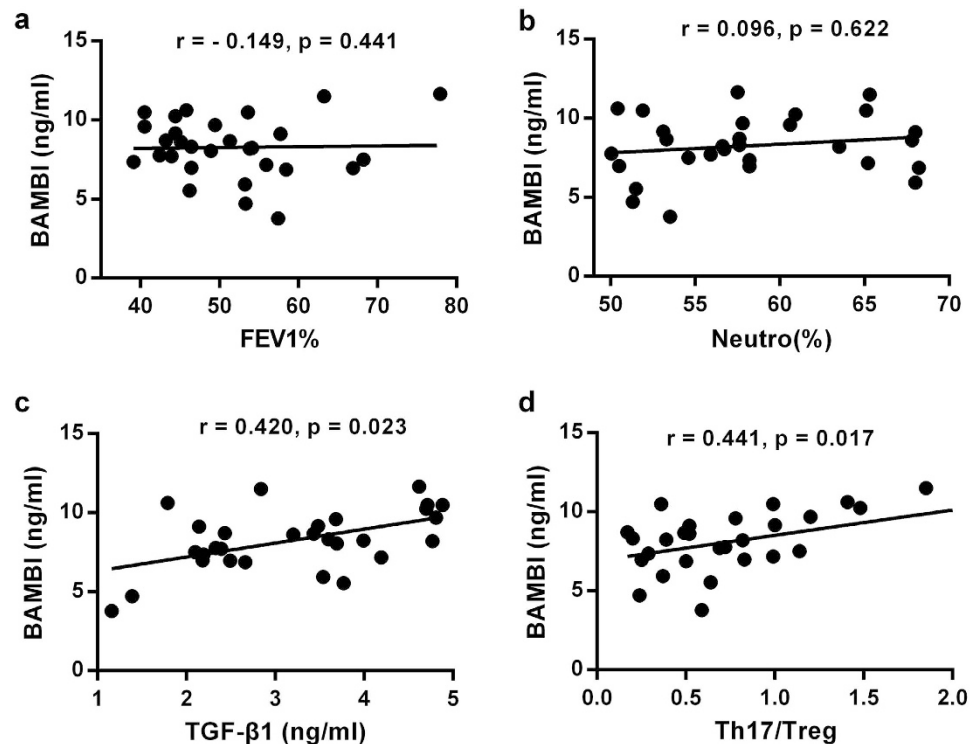 a
r = - 0.149, p = 0.441
BAMBI (ng/ml)
15
10
5
0
40 50 60 70 80
FEV1%
b
r = 0.096, p = 0.622
BAMBI (ng/ml)
15
10
5
0
50 55 60 65 70
Neutro(%)
c
r = 0.420, p = 0.023
BAMBI (ng/ml)
15
10
5
0
1 2 3 4 5
TGF-β1 (ng/ml)
d
r = 0.441, p = 0.017
BAMBI (ng/ml)
15
10
5
0
0.0 0.5 1.0 1.5 2.0
Th17/Treg